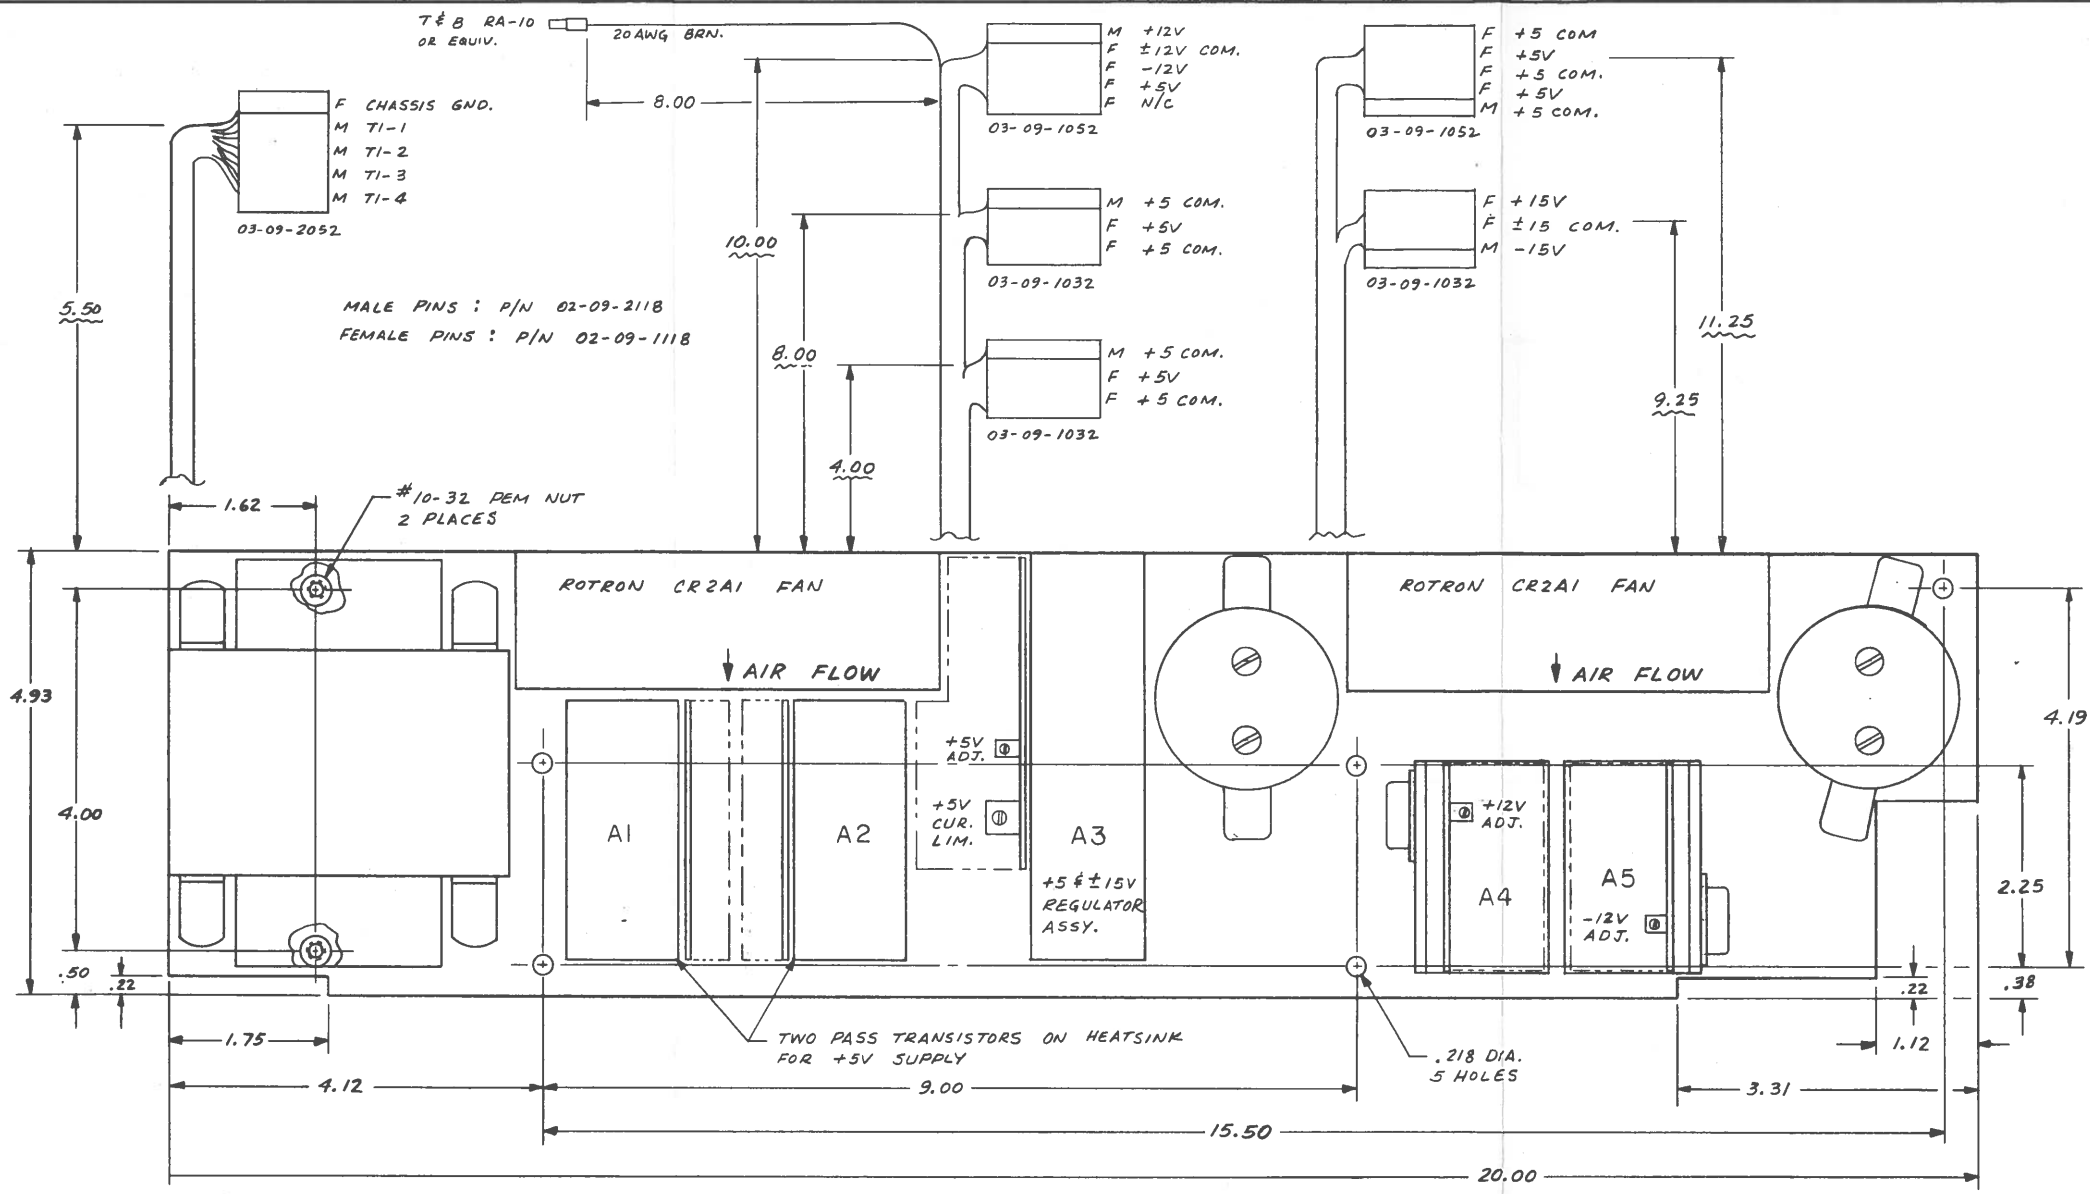 T & B RA-10
OR EQUIV.
20 AWG BRN.
8.00
M +12V
F ±12V COM.
F -12V
F +5V
F N/C
03-09-1052
F +5 COM
F +5V
F +5 COM.
F +5V
M +5 COM.
03-09-1052
F CHASSIS GND.
M T1-1
M T1-2
M T1-3
M T1-4
03-09-2052
M +5 COM.
F +5V
F +5 COM.
03-09-1032
F +15V
F ±15 COM.
M -15V
03-09-1032
10.00
5.50
MALE PINS : P/N 02-09-2118
FEMALE PINS : P/N 02-09-1118
11.25
8.00
M +5 COM.
F +5V
F +5 COM.
03-09-1032
9.25
4.00
1.62
#10-32 PEM NUT
2 PLACES
ROTRON CR2A1 FAN
AIR FLOW
ROTRON CR2A1 FAN
AIR FLOW
4.93
4.00
4.19
+5V
ADJ.
+5V
CUR.
LIM.
A1
A2
A3
+5 & ±15V
REGULATOR
ASSY.
+12V
ADJ.
A4
A5
-12V
ADJ.
2.25
.50
.22
.22
.38
1.75
TWO PASS TRANSISTORS ON HEATSINK
FOR +5V SUPPLY
.218 DIA.
5 HOLES
1.12
4.12
9.00
3.31
15.50
20.00